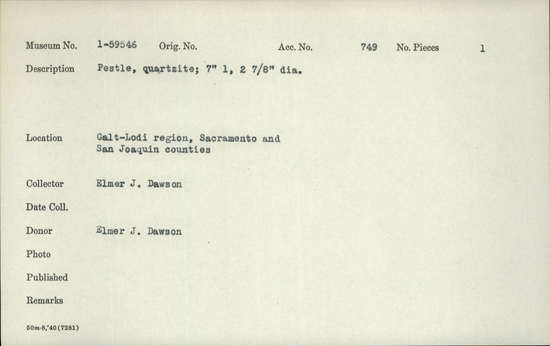 Museum No. 1-89546 Orig. No. Acc. No. 749 No. Pieces 1
Description Pestle, quartzite; 7" l, 2 7/8" dia.
Location Galt-Lodi region, Sacramento and
San Joaquin counties
Collector Elmer J. Dawson
Date Coll.
Donor Elmer J. Dawson
Photo
Published
Remarks
50m-8,'40(7281)